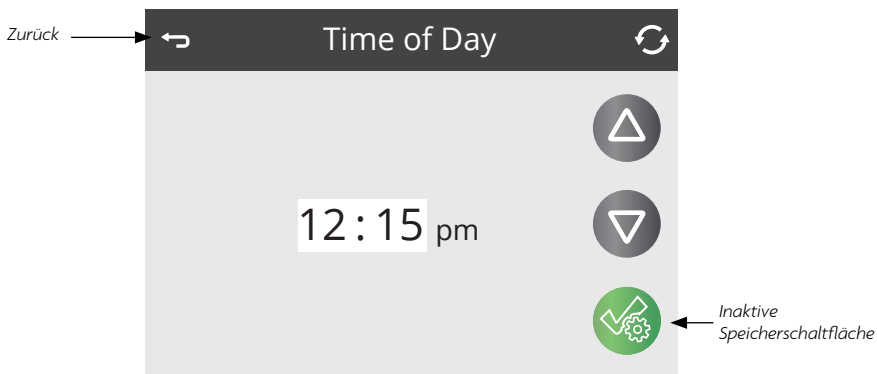 Zurück
Time of Day
12 : 15 pm
Inaktive
Speicherschaltfläche